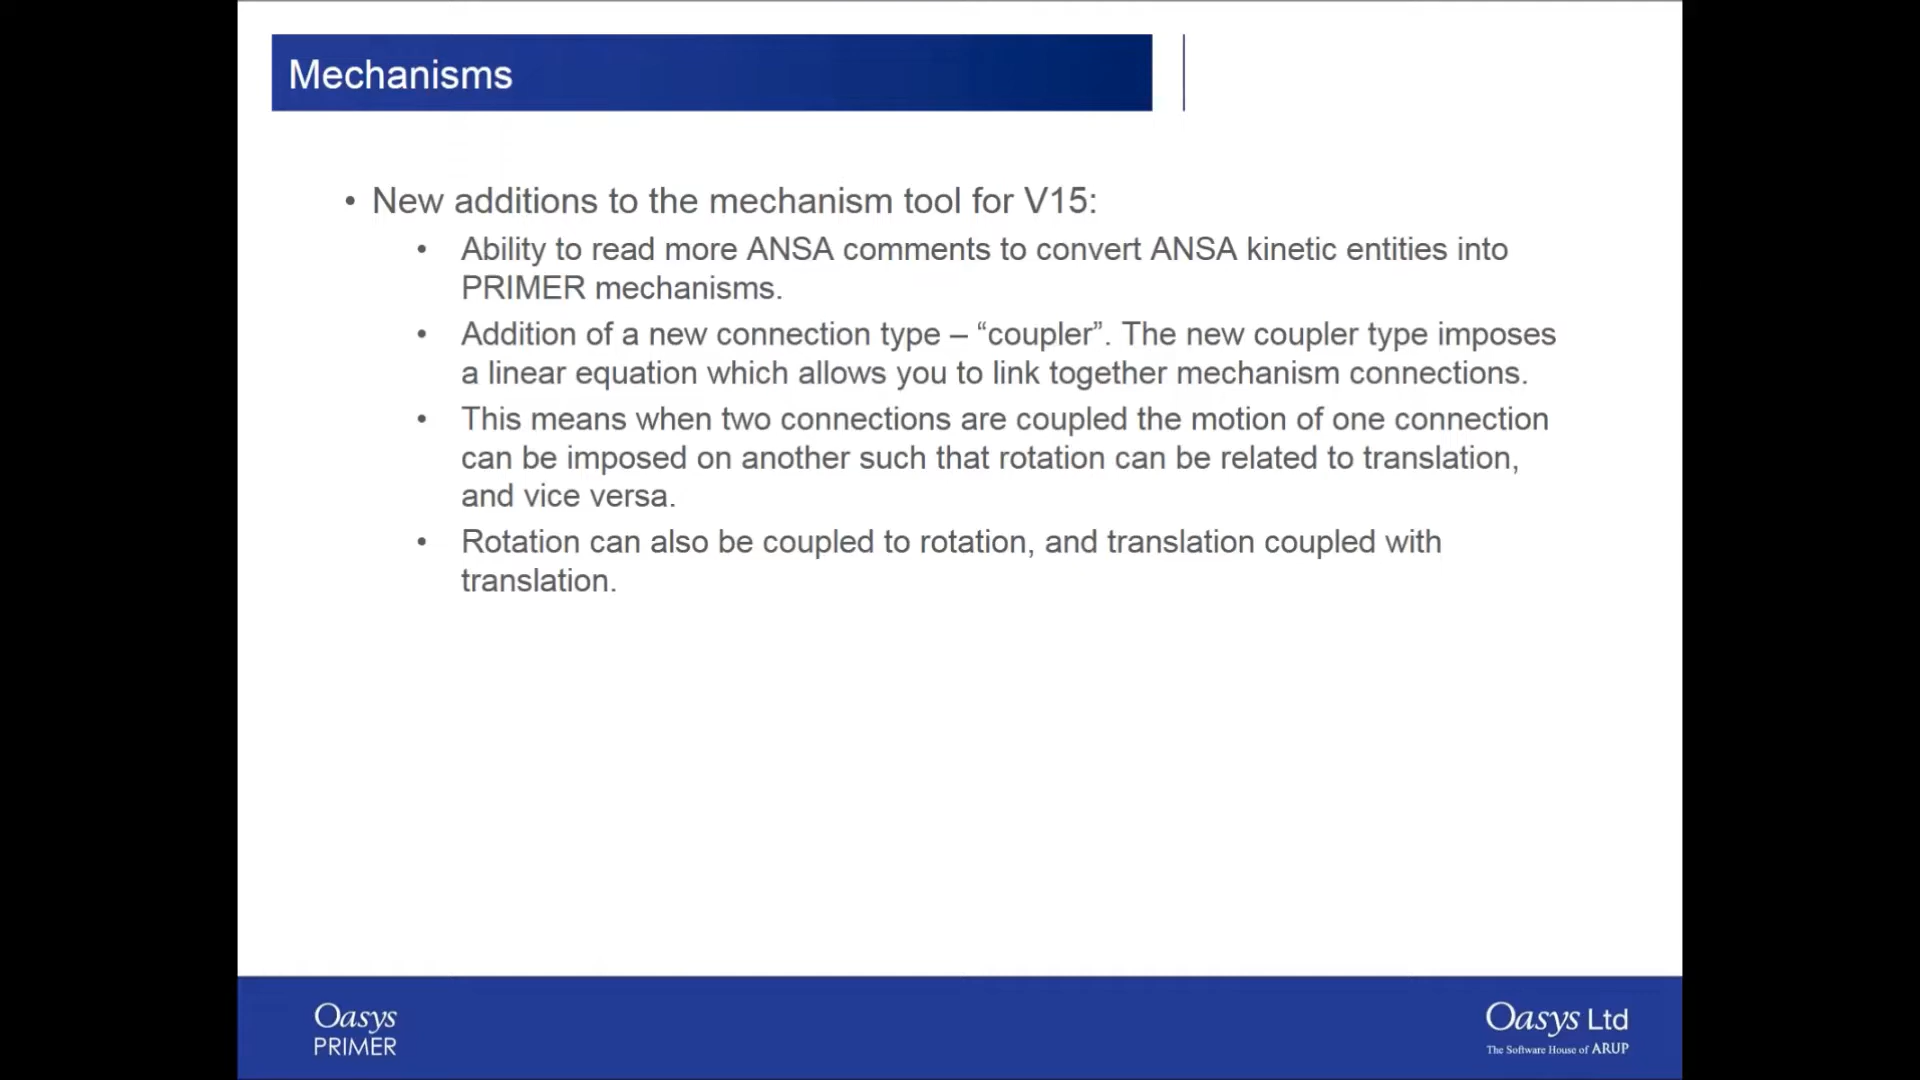 Mechanisms
• New additions to the mechanism tool for V15:
• Ability to read more ANSA comments to convert ANSA kinetic entities into
PRIMER mechanisms.
• Addition of a new connection type – “coupler”. The new coupler type imposes
a linear equation which allows you to link together mechanism connections.
• This means when two connections are coupled the motion of one connection
can be imposed on another such that rotation can be related to translation,
and vice versa.
• Rotation can also be coupled to rotation, and translation coupled with
translation.
Oasys
PRIMER
Oasys Ltd
The Software House of ARUP